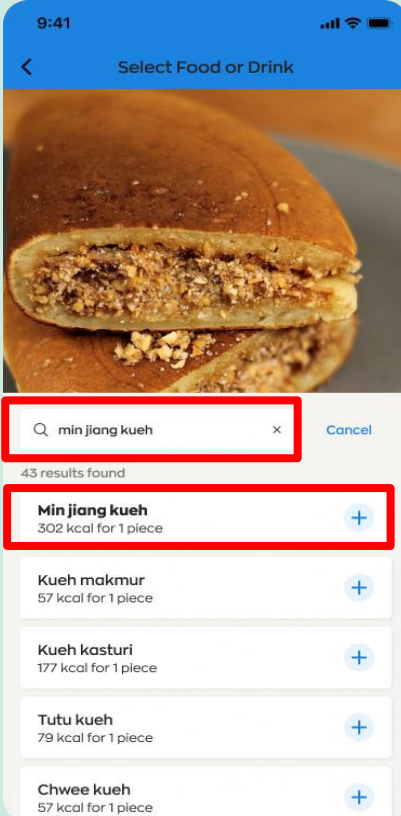 9:41
Select Food or Drink
min jiang kueh
Cancel
43 results found
Min jiang kueh
302 kcal for 1 piece
Kueh makmur
57 kcal for 1 piece
Kueh kasturi
177 kcal for 1 piece
Tutu kueh
79 kcal for 1 piece
Chwee kueh
57 kcal for 1 piece